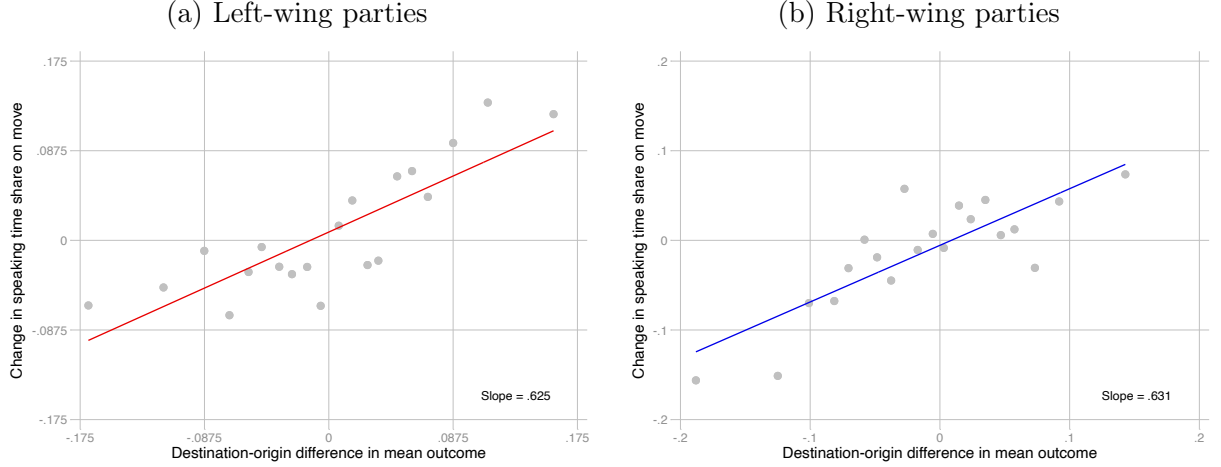 (a) Left-wing parties
Change in speaking time share on move
.175
.0875
0
-.0875
-.175
Slope = .625
-.175 -.0875 0 .0875 .175
Destination-origin difference in mean outcome
(b) Right-wing parties
Change in speaking time share on move
.2
.1
0
-.1
-.2
Slope = .631
-.2 -.1 0 .1 .2
Destination-origin difference in mean outcome